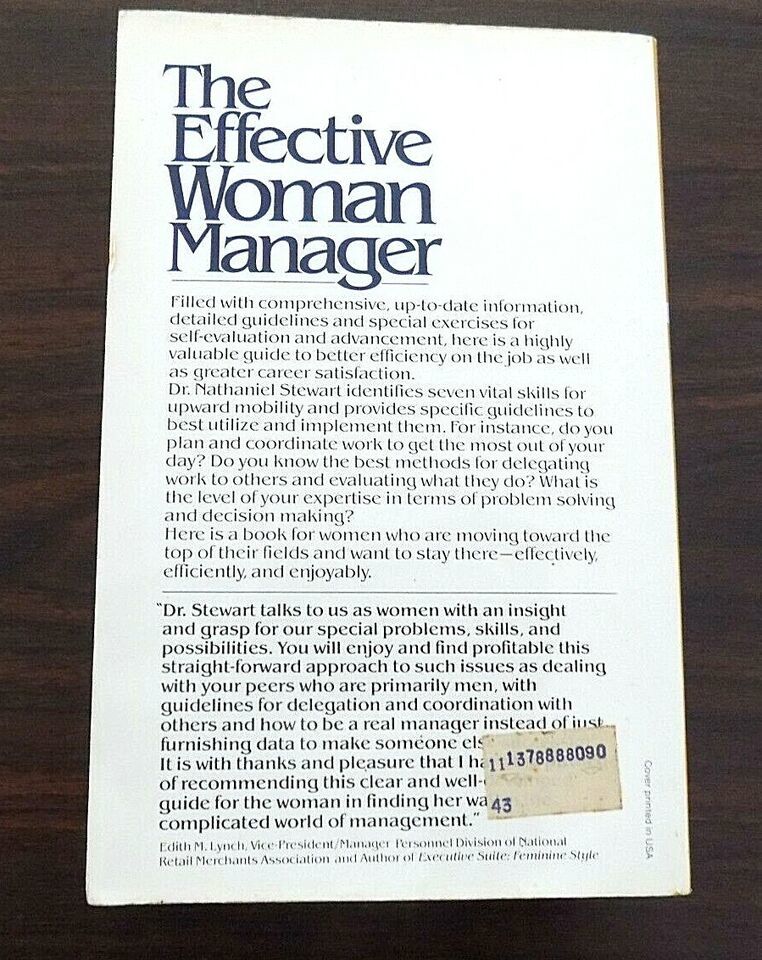 The
Effective
Woman
Manager
Filled with comprehensive, up-to-date information,
detailed guidelines and special exercises for
self-evaluation and advancement, here is a highly
valuable guide to better efficiency on the job as well
as greater career satisfaction.
Dr. Nathaniel Stewart identifies seven vital skills for
upward mobility and provides specific guidelines to
best utilize and implement them. For instance, do you
plan and coordinate work to get the most out of your
day? Do you know the best methods for delegating
work to others and evaluating what they do? What is
the level of your expertise in terms of problem solving
and decision making?
Here is a book for women who are moving toward the
top of their fields and want to stay there—effectively,
efficiently, and enjoyably.
"Dr. Stewart talks to us as women with an insight
and grasp for our special problems, skills, and
possibilities. You will enjoy and find profitable this
straight-forward approach to such issues as dealing
with your peers who are primarily men, with
guidelines for delegation and coordination with
others and how to be a real manager instead of just
furnishing data to make someone
It is with thanks and pleasure that I
of recommending this clear and
guide for the woman in finding her
complicated world of management."
111378888090
43
Edith M. Lynch, Vice-President/Manager Personnel Division of National
Retail Merchants Association and Author of Executive Suite: Feminine Style
Cover printed in USA